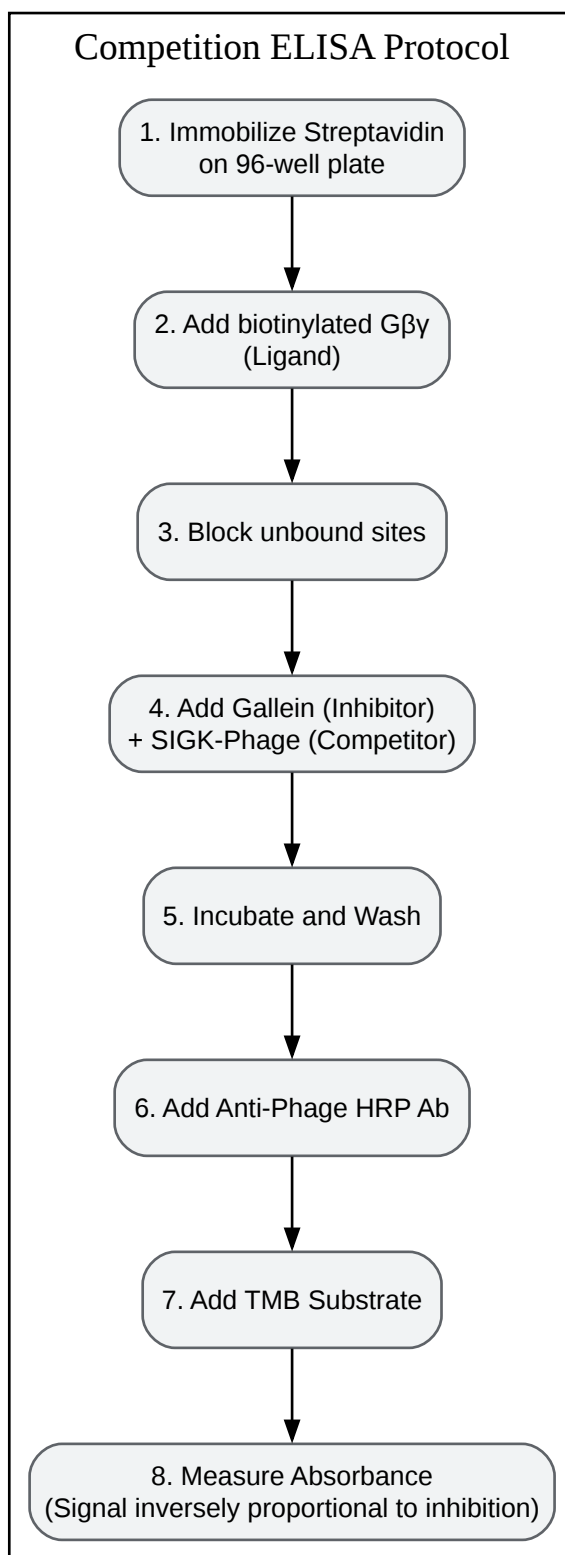 Competition ELISA Protocol
1. Immobilize Streptavidin
on 96-well plate
2. Add biotinylated Gβγ
(Ligand)
3. Block unbound sites
4. Add Gallein (Inhibitor)
+ SIGK-Phage (Competitor)
5. Incubate and Wash
6. Add Anti-Phage HRP Ab
7. Add TMB Substrate
8. Measure Absorbance
(Signal inversely proportional to inhibition)